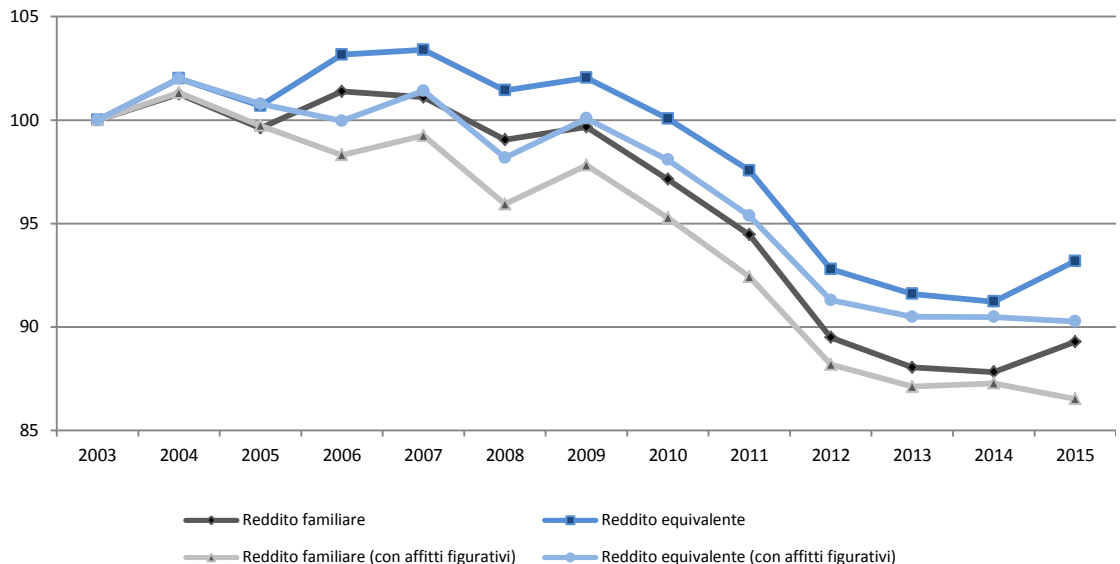 105
100
95
90
85
2003 2004 2005 2006 2007 2008 2009 2010 2011 2012 2013 2014 2015
Reddito familiare Reddito equivalente
Reddito familiare (con affitti figurativi) Reddito equivalente (con affitti figurativi)